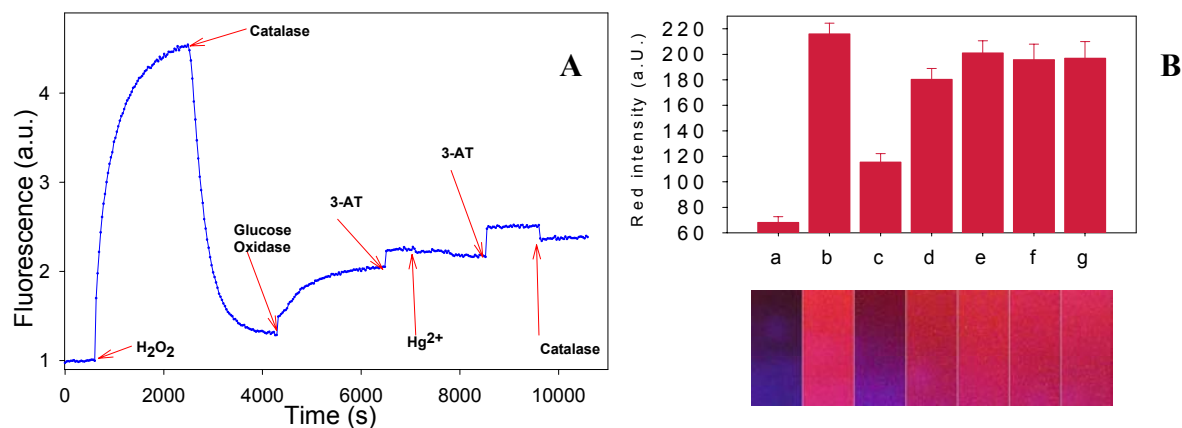 Catalase
A
3-AT
3-AT
Glucose
Oxidase
H₂O₂
Hg²⁺
Catalase
Fluorescence (a.u.)
4
3
2
1
0 2000 4000 6000 8000 10000
Time (s)
B
Red intensity (a.U.)
220
200
180
160
140
120
100
80
60
a b c d e f g